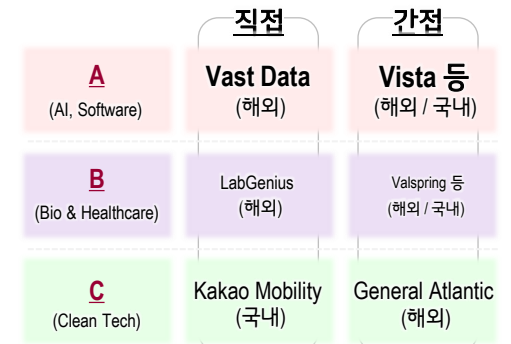 직접
간접
A
(AI, Software)
Vast Data
(해외)
Vista 등
(해외 / 국내)
B
(Bio & Healthcare)
LabGenius
(해외)
Valspring 등
(해외 / 국내)
C
(Clean Tech)
Kakao Mobility
(국내)
General Atlantic
(해외)